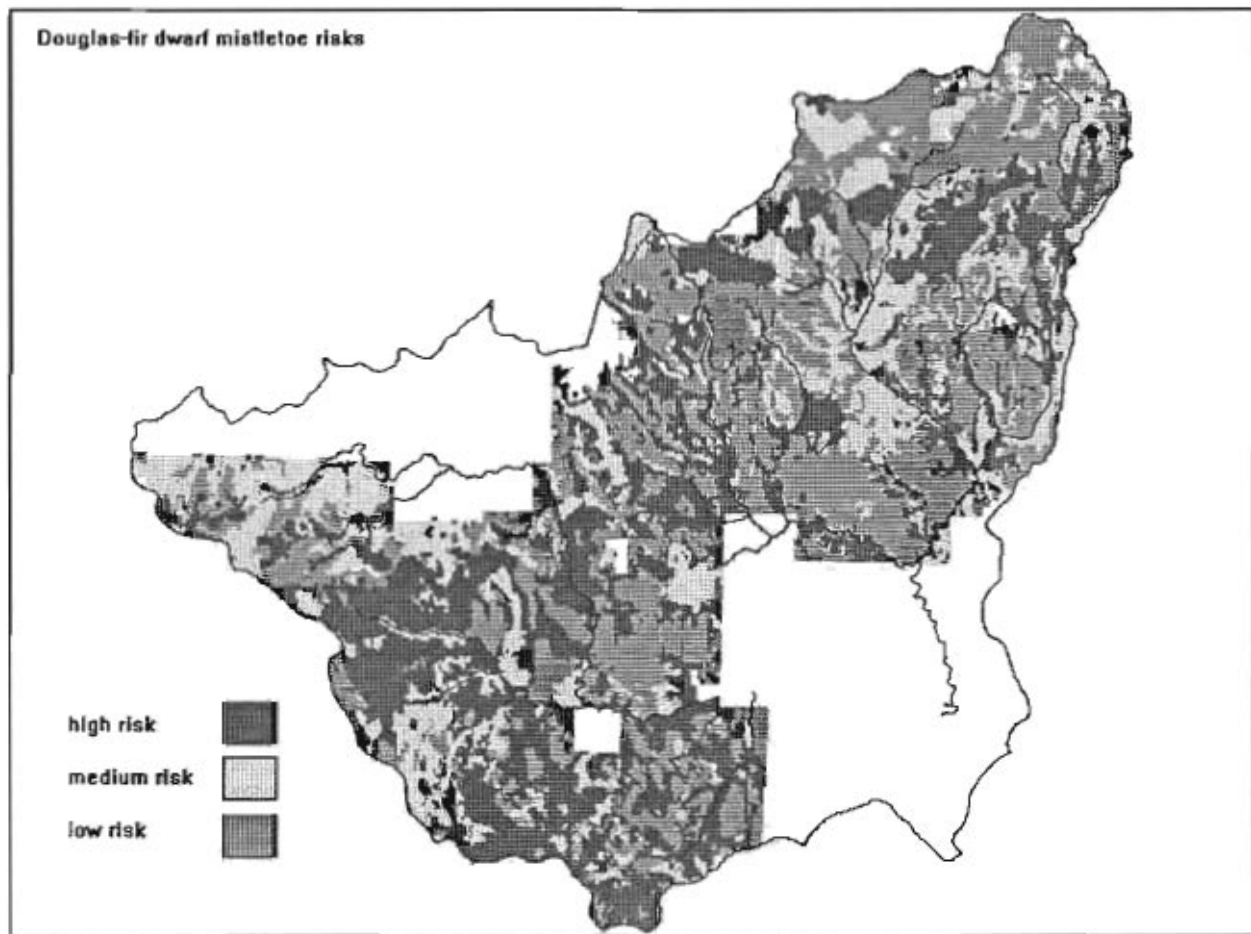 Douglas-fir dwarf mistletoe risks
high risk
medium risk
low risk